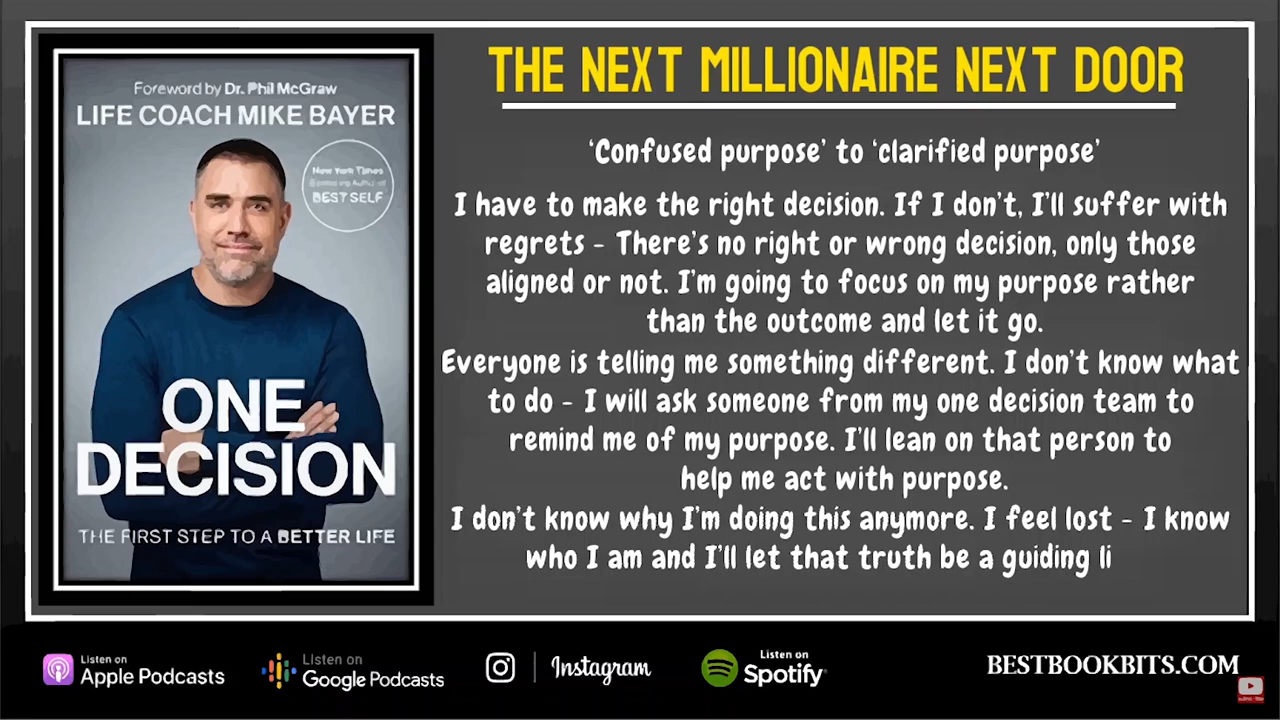 Foreword by Dr. Phil McGraw
LIFE COACH MIKE BAYER
New York Times
Bestselling Author of
BEST SELF
ONE
DECISION
THE FIRST STEP TO A BETTER LIFE
THE NEXT MILLIONAIRE NEXT DOOR
‘Confused purpose’ to ‘clarified purpose’
I have to make the right decision. If I don’t, I’ll suffer with
regrets – There’s no right or wrong decision, only those
aligned or not. I’m going to focus on my purpose rather
than the outcome and let it go.
Everyone is telling me something different. I don’t know what
to do – I will ask someone from my one decision team to
remind me of my purpose. I’ll lean on that person to
help me act with purpose.
I don’t know why I’m doing this anymore. I feel lost – I know
who I am and I’ll let that truth be a guiding li
Listen on
Apple Podcasts
Listen on
Google Podcasts
Instagram
Listen on
Spotify
BESTBOOKBITS.COM